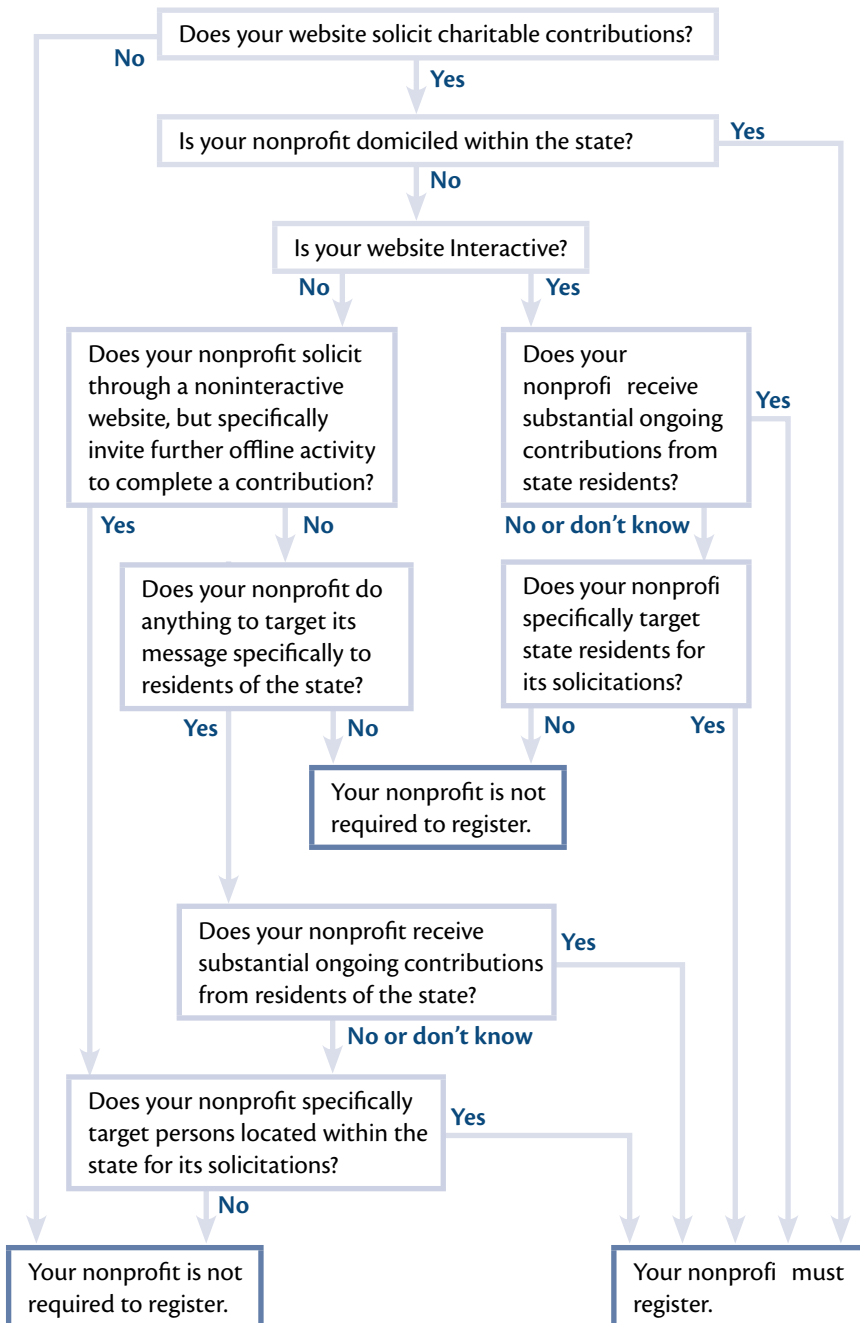 Does your website solicit charitable contributions?
No
Yes
Is your nonprofit domiciled within the state?
Yes
No
Is your website Interactive?
No
Yes
Does your nonprofit solicit
through a noninteractive
website, but specifically
invite further offline activity
to complete a contribution?
Does your
nonprofi receive
substantial ongoing
contributions from
state residents?
Yes
Yes
No
No or don't know
Does your nonprofit do
anything to target its
message specifically to
residents of the state?
Does your nonprofi
specifically target
state residents for
its solicitations?
Yes
No
No
Yes
Your nonprofit is not
required to register.
Does your nonprofit receive
substantial ongoing contributions
from residents of the state?
Yes
No or don't know
Does your nonprofit specifically
target persons located within the
state for its solicitations?
Yes
No
Your nonprofit is not
required to register.
Your nonprofi must
register.